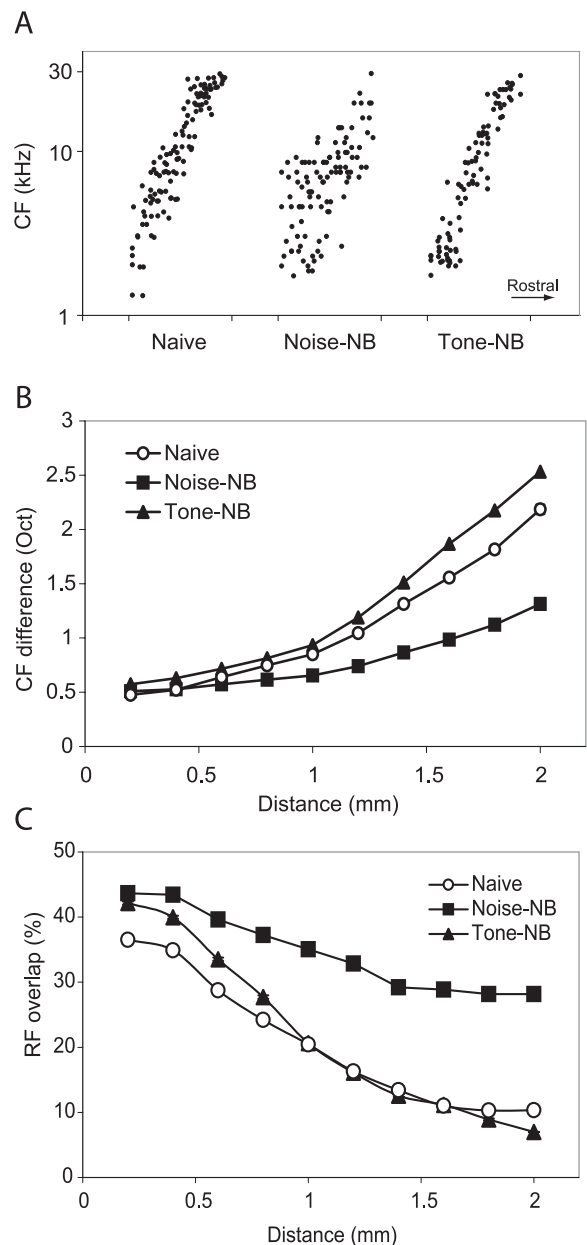 A
30
10
1
CF (kHz)
Rostral
Naive Noise-NB Tone-NB
B
3
2.5
2
1.5
1
0.5
0
CF difference (Oct)
Naive
Noise-NB
Tone-NB
0 0.5 1 1.5 2
Distance (mm)
C
50
40
30
20
10
0
RF overlap (%)
Naive
Noise-NB
Tone-NB
0 0.5 1 1.5 2
Distance (mm)